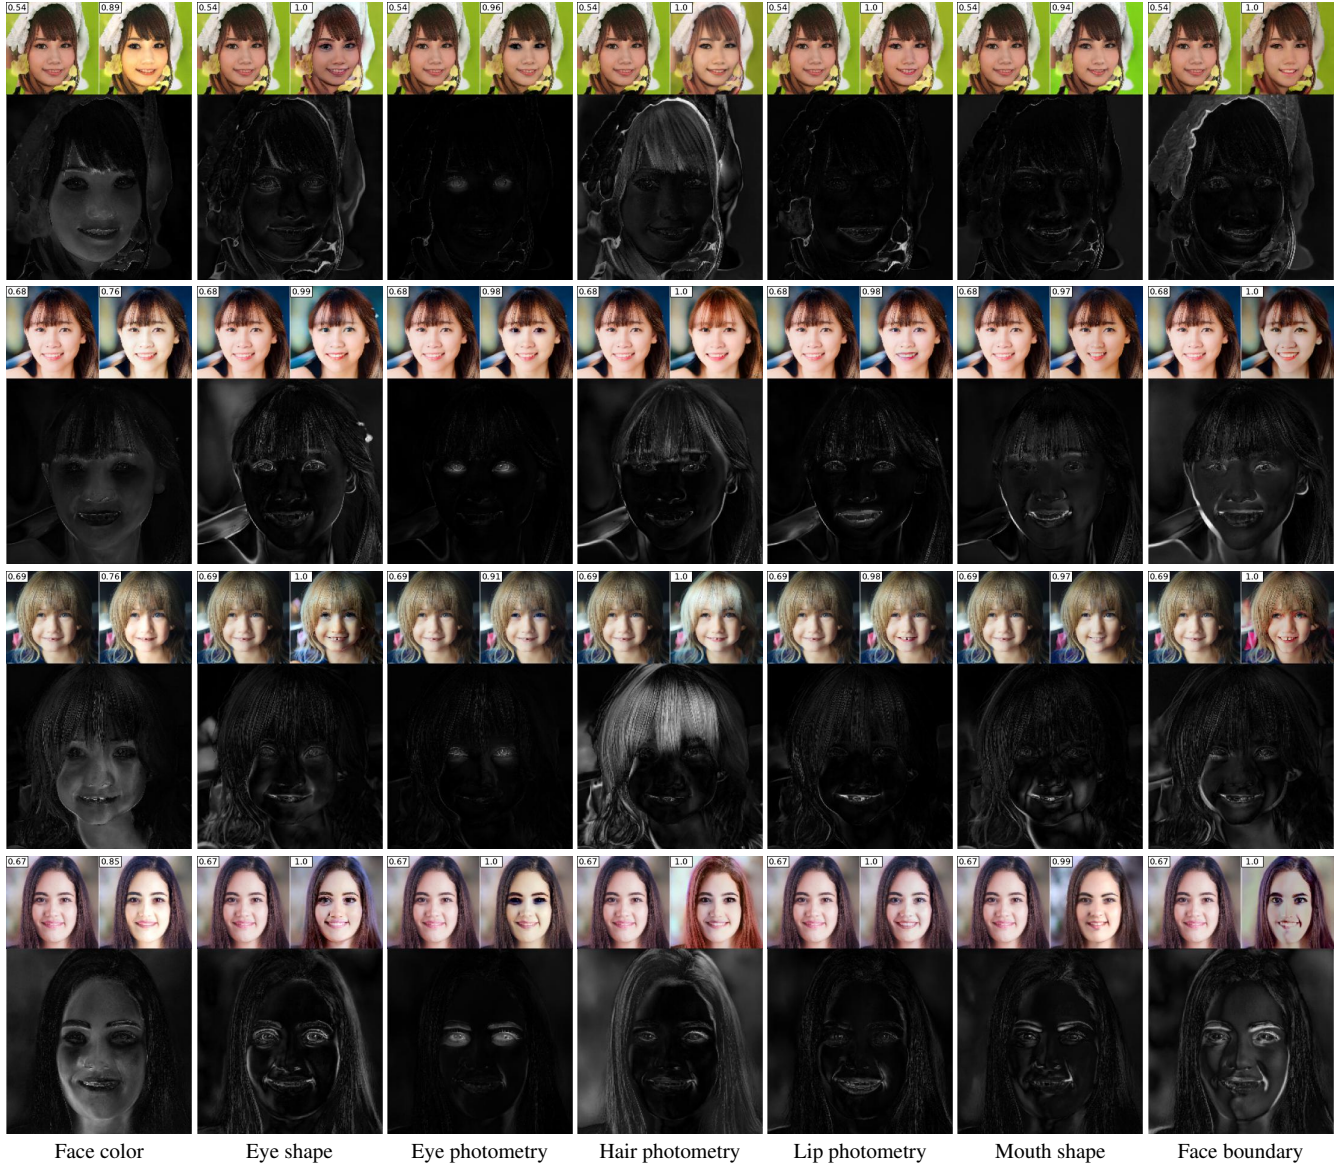 0.54 0.89 0.54 1.0 0.54 0.96 0.54 1.0 0.54 1.0 0.54 0.94 0.54 1.0
0.68 0.76 0.68 0.99 0.68 0.98 0.68 1.0 0.68 0.98 0.68 0.97 0.68 1.0
0.69 0.76 0.69 1.0 0.69 0.91 0.69 1.0 0.69 0.98 0.69 0.97 0.69 1.0
0.67 0.85 0.67 1.0 0.67 1.0 0.67 1.0 0.67 1.0 0.67 0.99 0.67 1.0
Face color Eye shape Eye photometry Hair photometry Lip photometry Mouth shape Face boundary